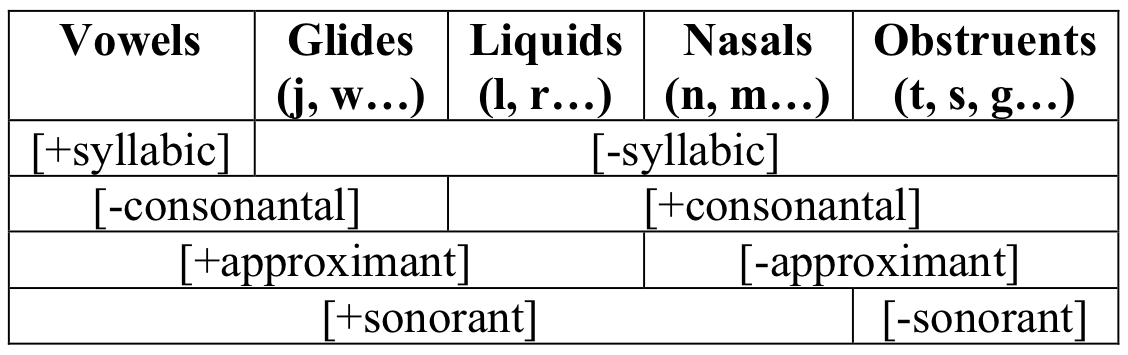 Vowels Glides Liquids Nasals Obstruents
(j, w…) (l, r…) (n, m…) (t, s, g…)
[+syllabic] [-syllabic]
[-consonantal] [+consonantal]
[+approximant] [-approximant]
[+sonorant] [-sonorant]